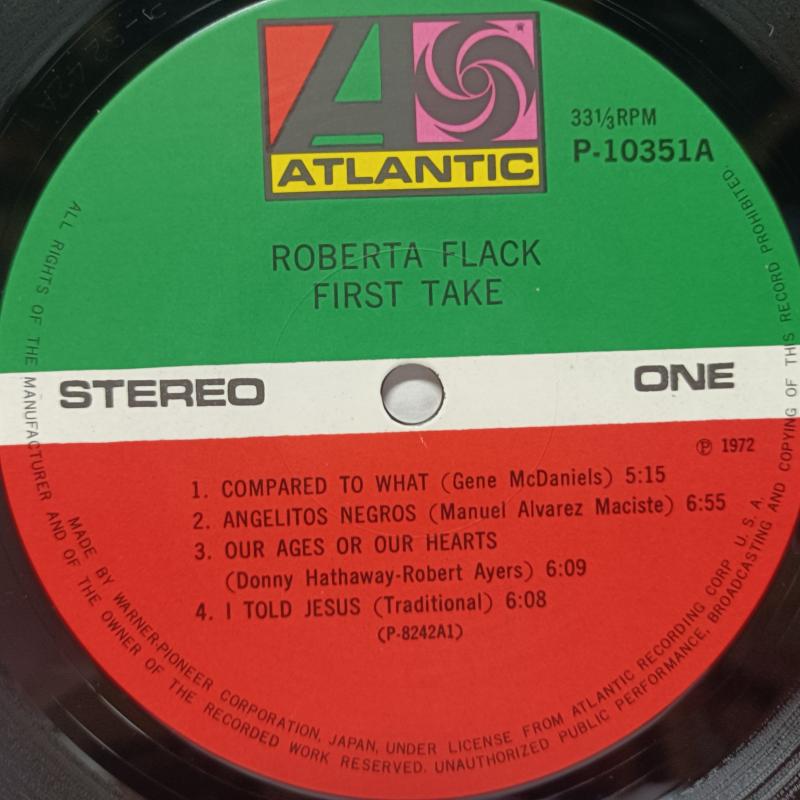 ATLANTIC
33⅓RPM
P-10351A
ROBERTA FLACK
FIRST TAKE
STEREO
ONE
Ⓟ 1972
1. COMPARED TO WHAT (Gene McDaniels) 5:15
2. ANGELITOS NEGROS (Manuel Alvarez Maciste) 6:55
3. OUR AGES OR OUR HEARTS
(Donny Hathaway-Robert Ayers) 6:09
4. I TOLD JESUS (Traditional) 6:08
(P-8242A1)
MADE BY WARNER-PIONEER CORPORATION, JAPAN, UNDER LICENSE FROM ATLANTIC RECORDING CORP. U. S. A.
ALL RIGHTS OF THE MANUFACTURER AND OF THE OWNER OF THE RECORDED WORK RESERVED. UNAUTHORIZED PUBLIC PERFORMANCE, BROADCASTING AND COPYING OF THIS RECORD PROHIBITED.